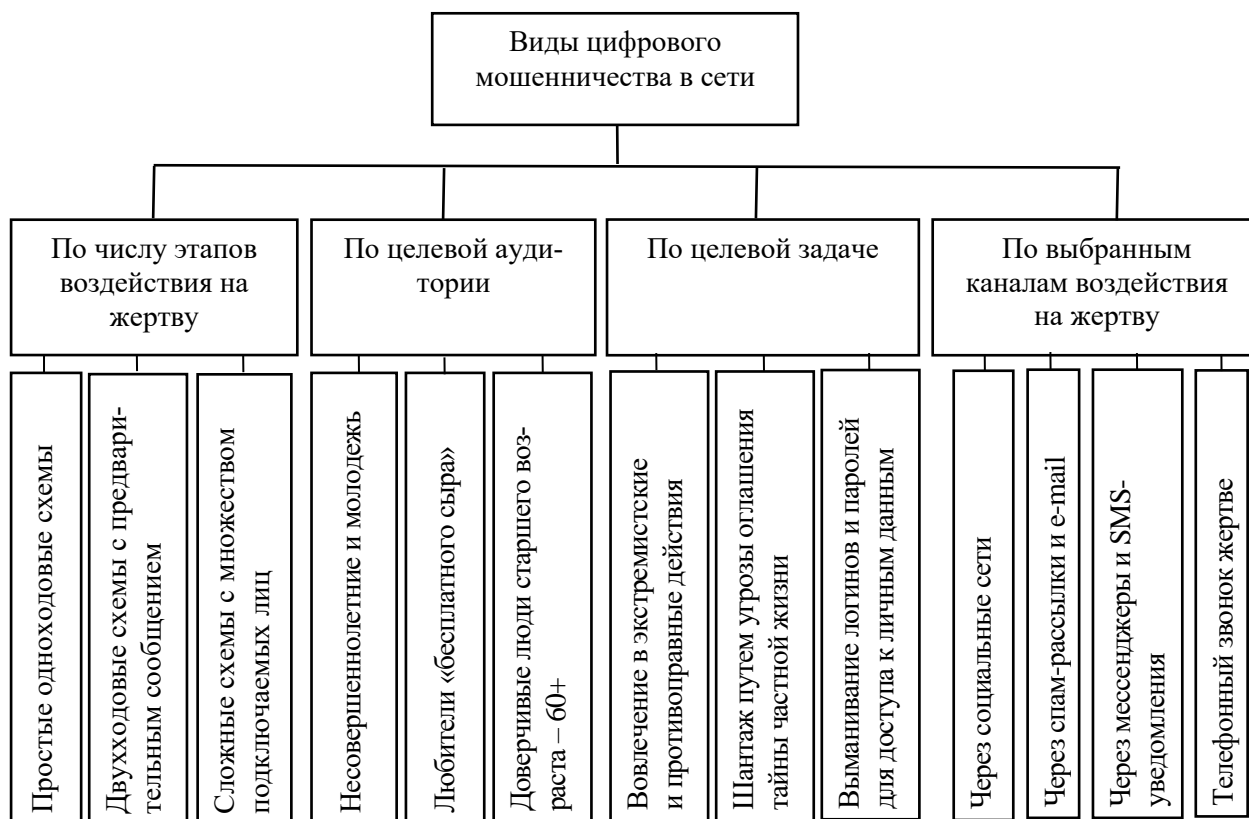 Виды цифрового
мошенничества в сети
По числу этапов
воздействия на
жертву
По целевой ауди-
тории
По целевой задаче
По выбранным
каналам воздействия
на жертву
Простые одноходовые схемы
Двухходовые схемы с предвари-
тельным сообщением
Сложные схемы с множеством
подключаемых лиц
Несовершеннолетние и молодежь
Любители «бесплатного сыра»
Доверчивые люди старшего воз-
раста – 60+
Вовлечение в экстремистские
и противоправные действия
Шантаж путем угрозы оглашения
тайны частной жизни
Выманивание логинов и паролей
для доступа к личным данным
Через социальные сети
Через спам-рассылки и e-mail
Через мессенджеры и SMS-
уведомления
Телефонный звонок жертве